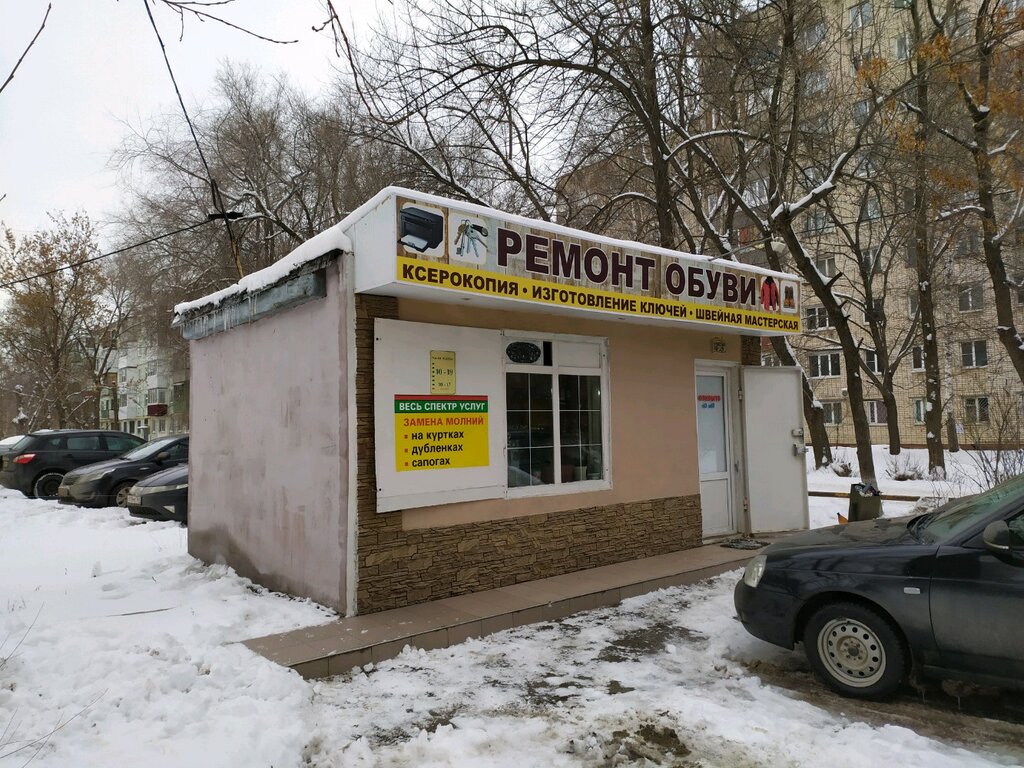 РЕМОНТ ОБУВИ
КСЕРОКОПИЯ • ИЗГОТОВЛЕНИЕ КЛЮЧЕЙ • ШВЕЙНАЯ МАСТЕРСКАЯ
10 - 19
10 - 17
ВЕСЬ СПЕКТР УСЛУГ
ЗАМЕНА МОЛНИЙ
• на куртках
• дубленках
• сапогах